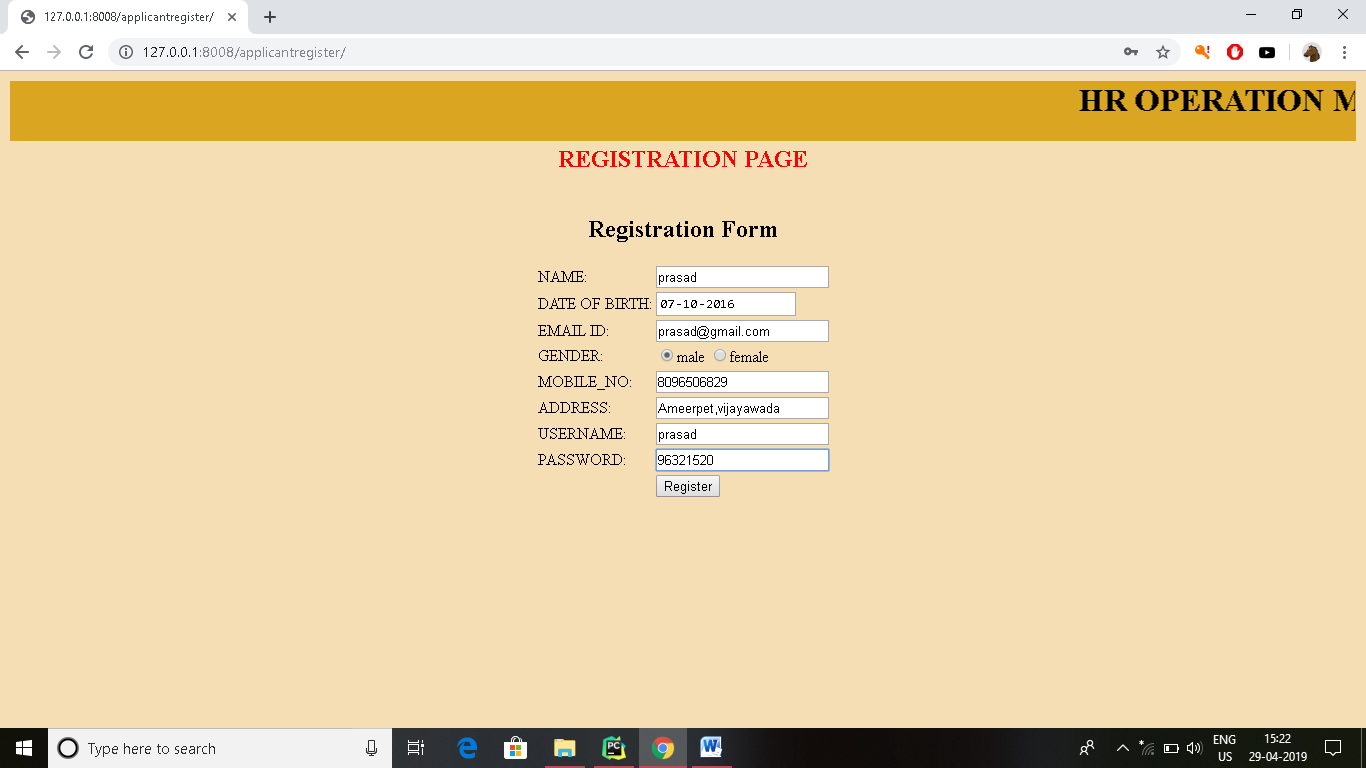 127.0.0.1:8008/applicantregister/
127.0.0.1:8008/applicantregister/
HR OPERATION M
REGISTRATION PAGE
Registration Form
NAME: prasad
DATE OF BIRTH: 07-10-2016
EMAIL ID: prasad@gmail.com
GENDER: male female
MOBILE_NO: 8096506829
ADDRESS: Ameerpet,vijayawada
USERNAME: prasad
PASSWORD: 96321520
Register
Type here to search
PC
W
ENG
US
15:22
29-04-2019